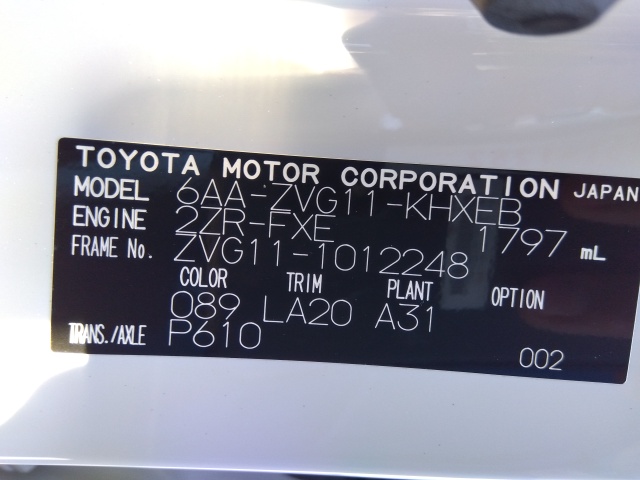 TOYOTA MOTOR CORPORATION JAPAN
MODEL 6AA-ZVG11-KHXEB
ENGINE 2ZR-FXE 1797 mL
FRAME No. ZVG11-1012248
COLOR TRIM PLANT OPTION
089 LA20 A31
TRANS./AXLE P610
002